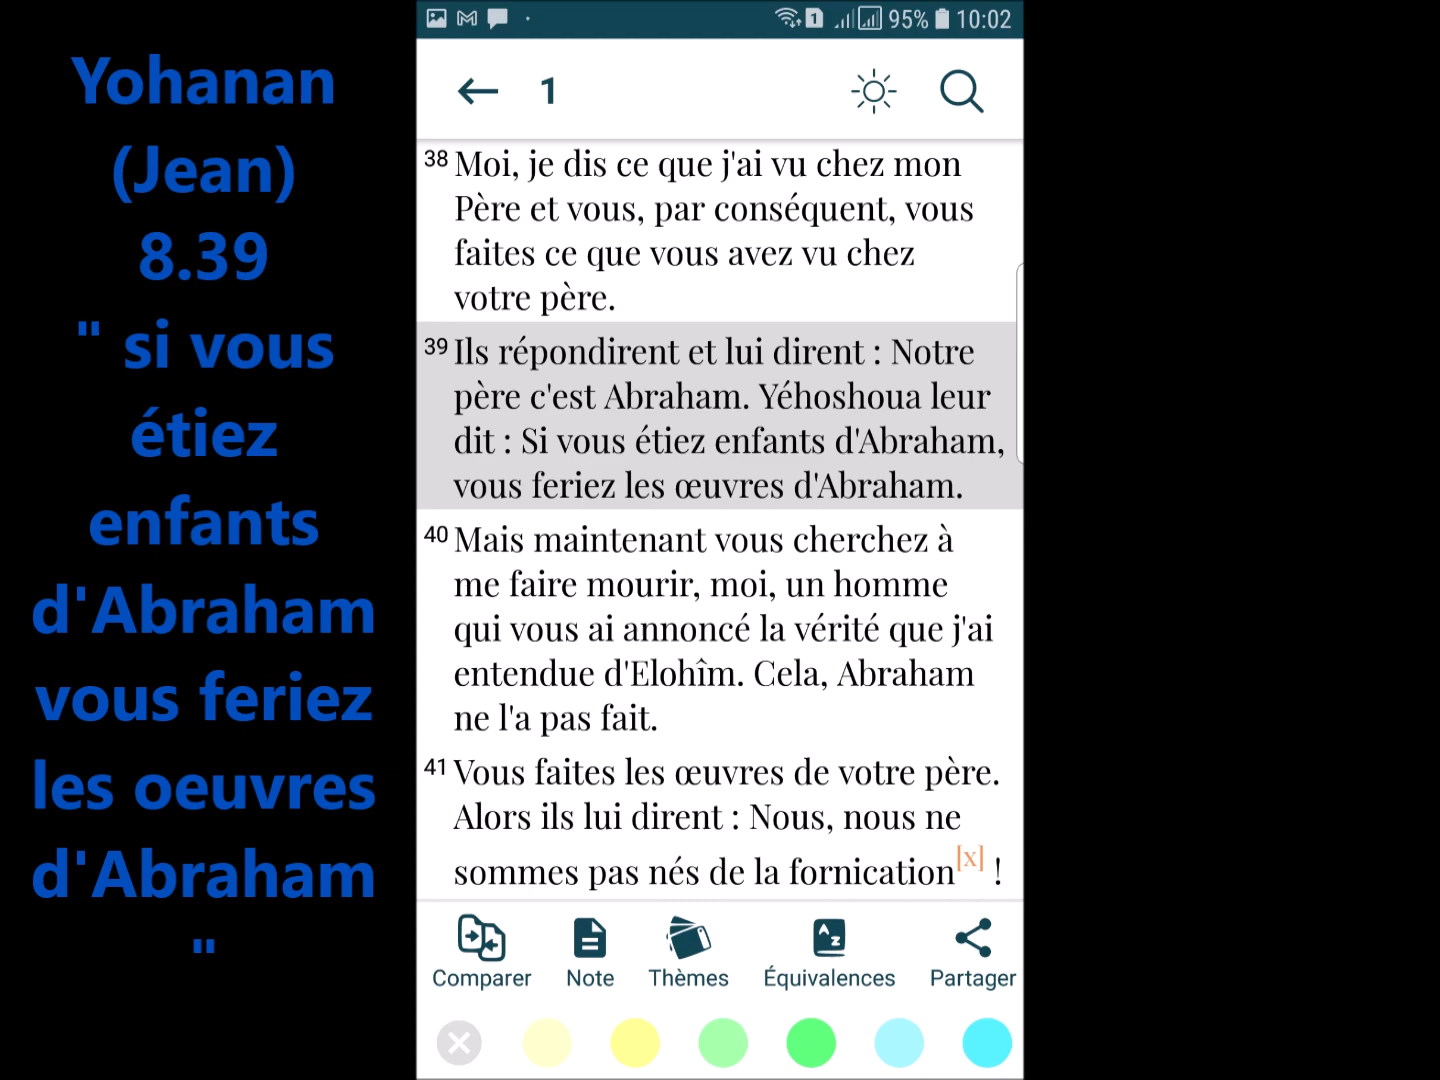 Yohanan
(Jean)
8.39
" si vous
étiez
enfants
d'Abraham
vous feriez
les oeuvres
d'Abraham
"
95% 10:02
1
38 Moi, je dis ce que j'ai vu chez mon
Père et vous, par conséquent, vous
faites ce que vous avez vu chez
votre père.
39 Ils répondirent et lui dirent : Notre
père c'est Abraham. Yéhoshoua leur
dit : Si vous étiez enfants d'Abraham,
vous feriez les œuvres d'Abraham.
40 Mais maintenant vous cherchez à
me faire mourir, moi, un homme
qui vous ai annoncé la vérité que j'ai
entendue d'Elohîm. Cela, Abraham
ne l'a pas fait.
41 Vous faites les œuvres de votre père.
Alors ils lui dirent : Nous, nous ne
sommes pas nés de la fornication[x] !
Comparer Note Thèmes Équivalences Partager